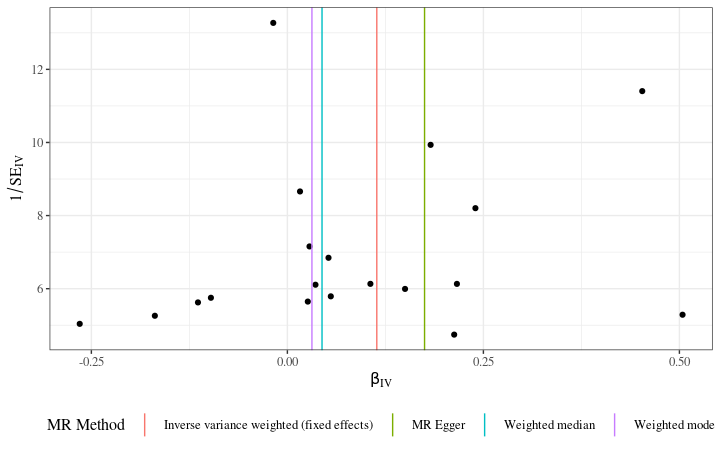 12
10
8
6
1/SE_IV
-0.25 0.00 0.25 0.50
β_IV
MR Method Inverse variance weighted (fixed effects) MR Egger Weighted median Weighted mode